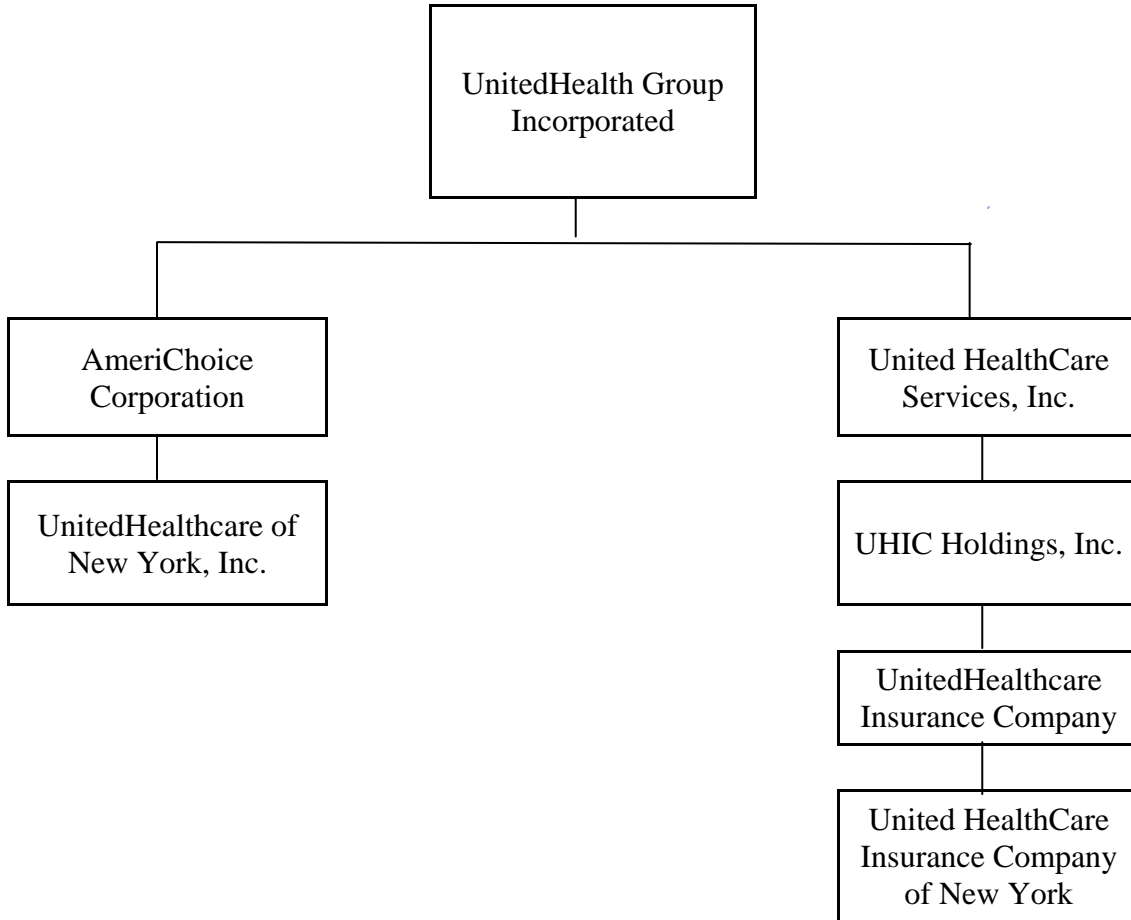 UnitedHealth Group
Incorporated
AmeriChoice
Corporation
United HealthCare
Services, Inc.
UnitedHealthcare of
New York, Inc.
UHIC Holdings, Inc.
UnitedHealthcare
Insurance Company
United HealthCare
Insurance Company
of New York